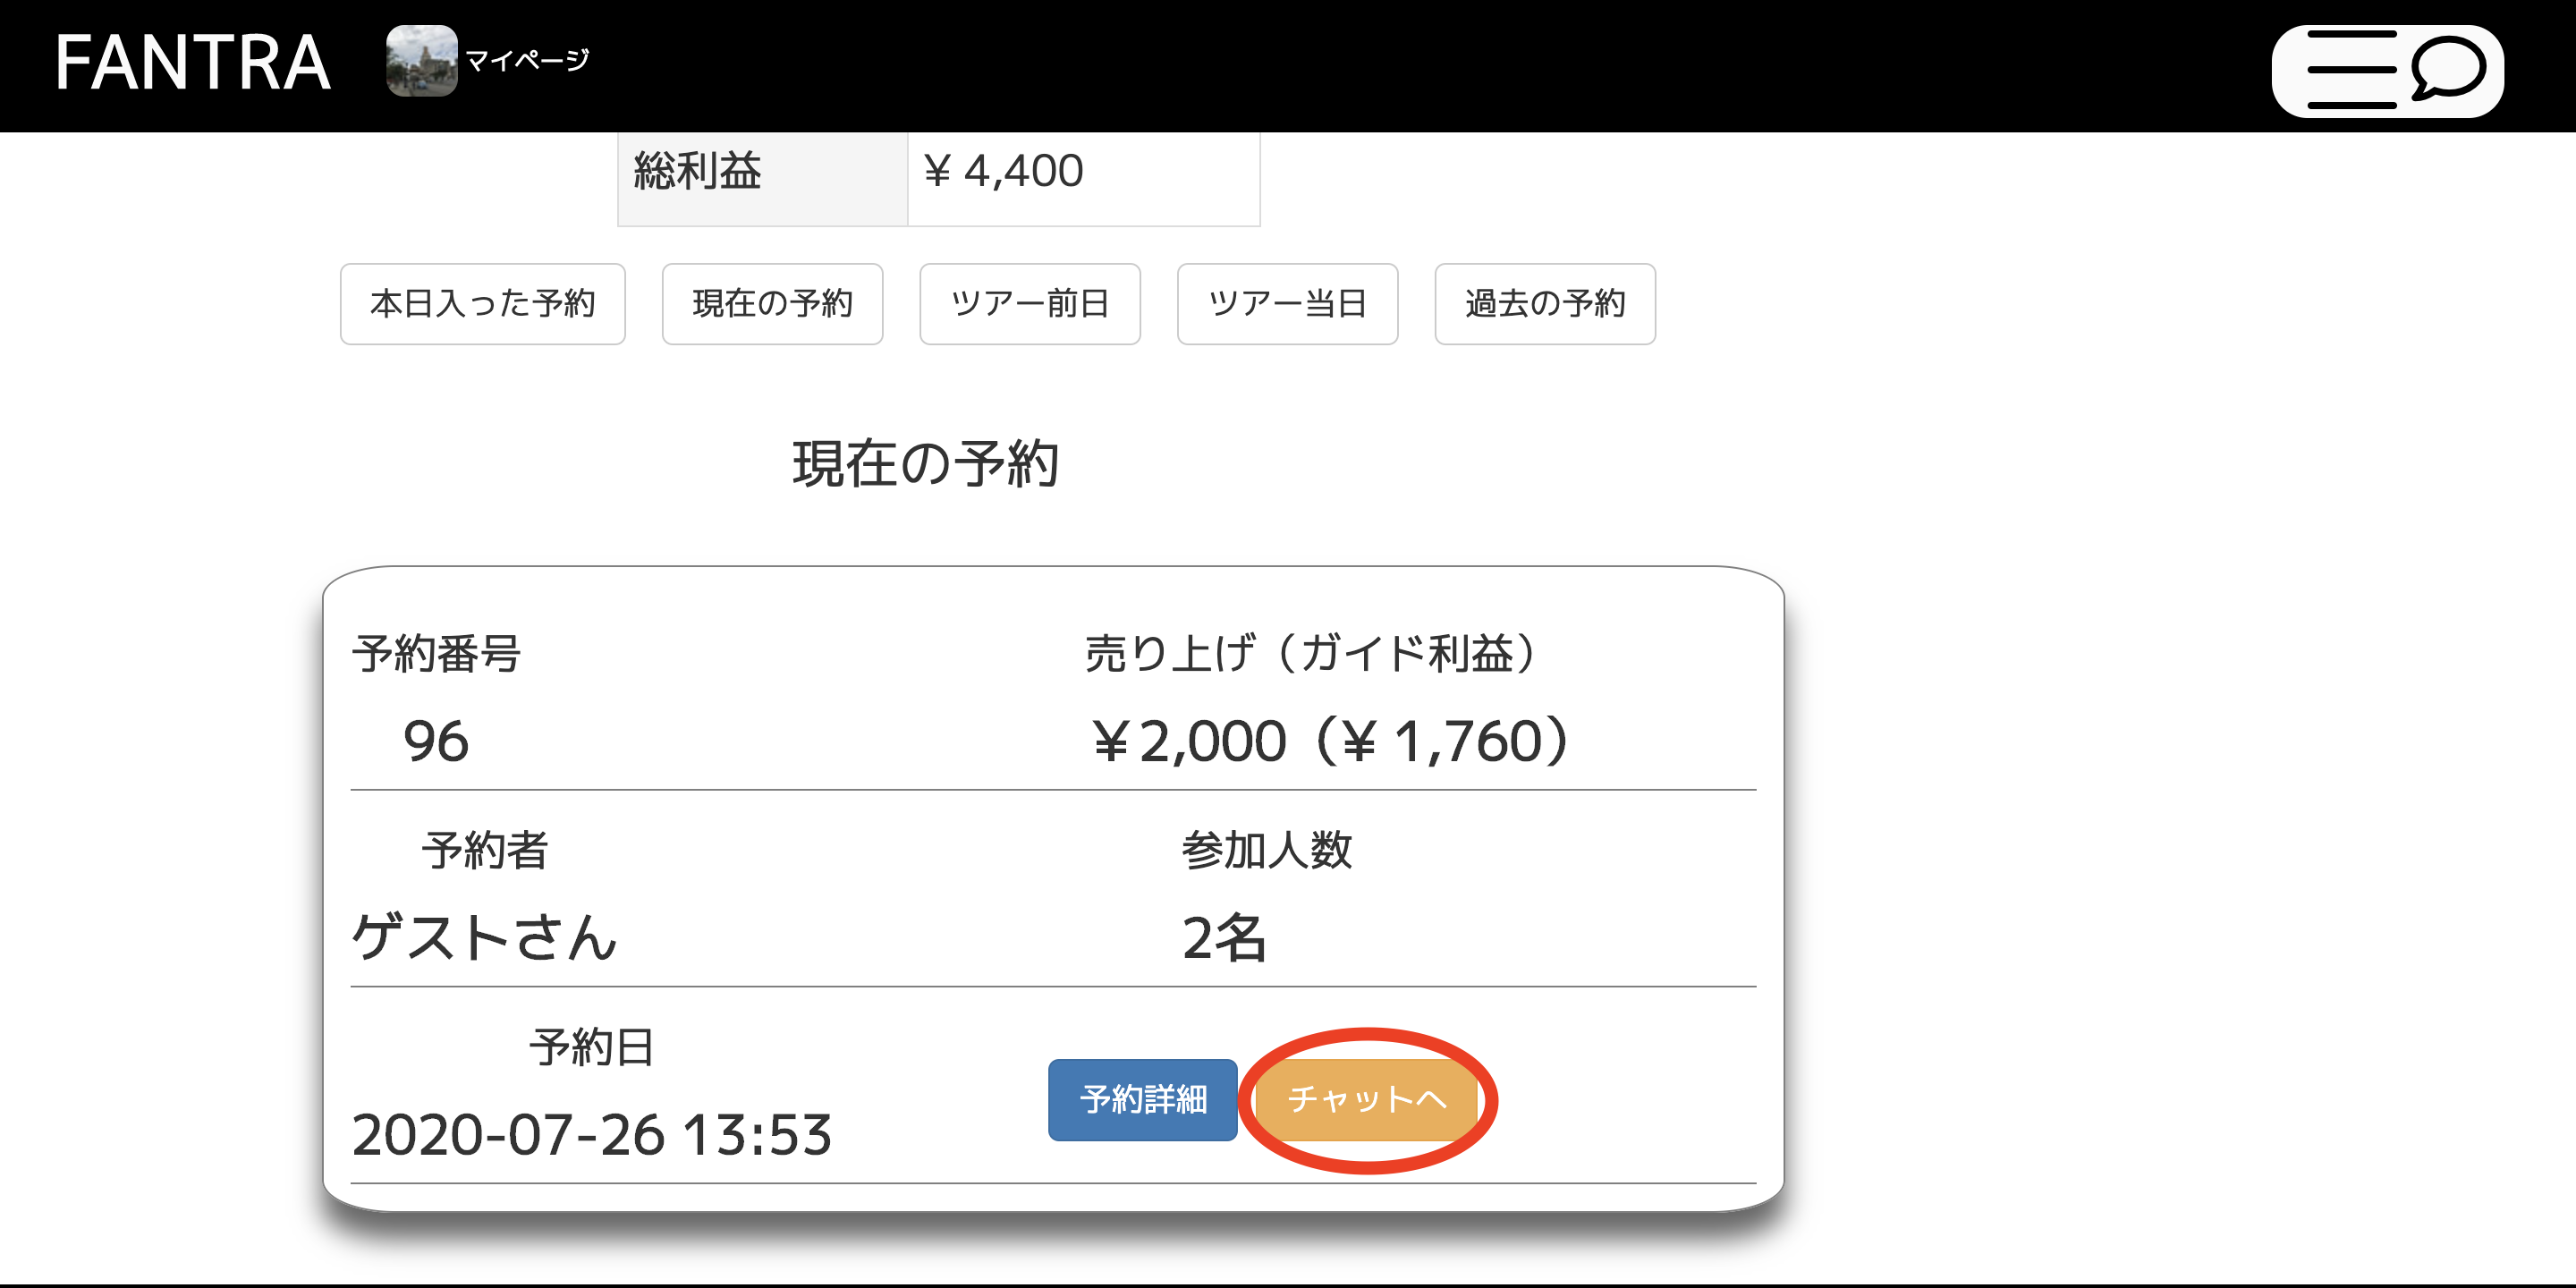 FANTRA マイページ
総利益 ¥ 4,400
本日入った予約 現在の予約 ツアー前日 ツアー当日 過去の予約
現在の予約
予約番号 売り上げ（ガイド利益）
96 ¥2,000（¥ 1,760）
予約者 参加人数
ゲストさん 2名
予約日
予約詳細 チャットへ
2020-07-26 13:53